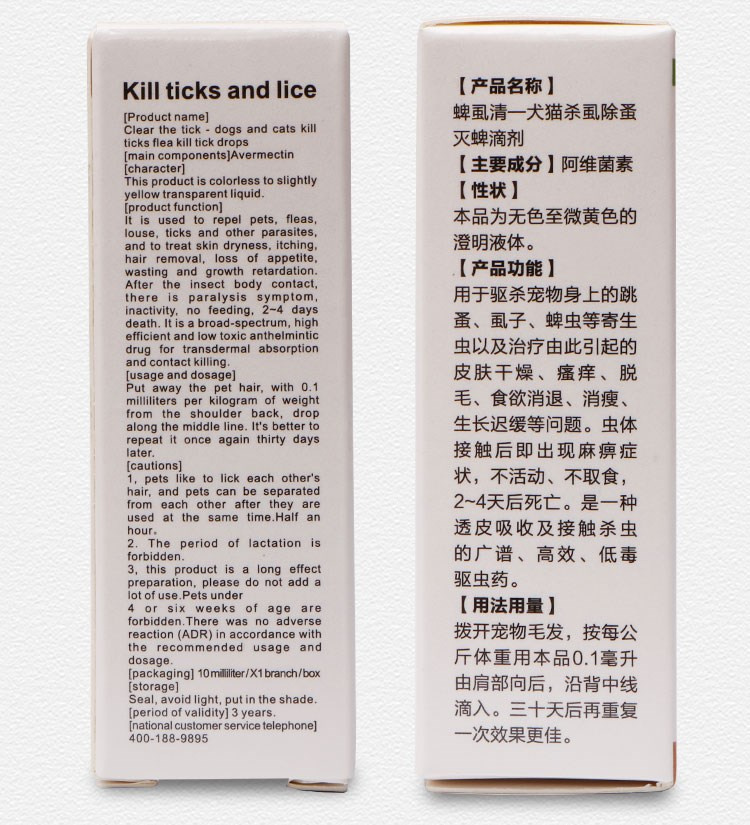 Kill ticks and lice
[Product name]
Clear the tick - dogs and cats kill
ticks flea kill tick drops
[main components]Avermectin
[character]
This product is colorless to slightly
yellow transparent liquid.
[product function]
It is used to repel pets, fleas,
louse, ticks and other parasites,
and to treat skin dryness, itching,
hair removal, loss of appetite,
wasting and growth retardation.
After the insect body contact,
there is paralysis symptom,
inactivity, no feeding, 2~4 days
death. It is a broad-spectrum, high
efficient and low toxic anthelmintic
drug for transdermal absorption
and contact killing.
[usage and dosage]
Put away the pet hair, with 0.1
milliliters per kilogram of weight
from the shoulder back, drop
along the middle line. It's better to
repeat it once again thirty days
later.
[cautions]
1, pets like to lick each other's
hair, and pets can be separated
from each other after they are
used at the same time.Half an
hour。
2. The period of lactation is
forbidden.
3, this product is a long effect
preparation, please do not add a
lot of use.Pets under
4 or six weeks of age are
forbidden.There was no adverse
reaction (ADR) in accordance with
the recommended usage and
dosage.
[packaging] 10milliliter/X1branch/box
[storage]
Seal, avoid light, put in the shade.
[period of validity] 3 years.
[national customer service telephone]
400-188-9895
【产品名称】
蜱虱清一犬猫杀虱除蚤
灭蜱滴剂
【主要成分】阿维菌素
【性状】
本品为无色至微黄色的
澄明液体。
【产品功能】
用于驱杀宠物身上的跳
蚤、虱子、蜱虫等寄生
虫以及治疗由此引起的
皮肤干燥、瘙痒、脱
毛、食欲消退、消瘦、
生长迟缓等问题。虫体
接触后即出现麻痹症
状，不活动、不取食，
2~4天后死亡。是一种
透皮吸收及接触杀虫
的广谱、高效、低毒
驱虫药。
【用法用量】
拨开宠物毛发，按每公
斤体重用本品0.1毫升
由肩部向后，沿背中线
滴入。三十天后再重复
一次效果更佳。